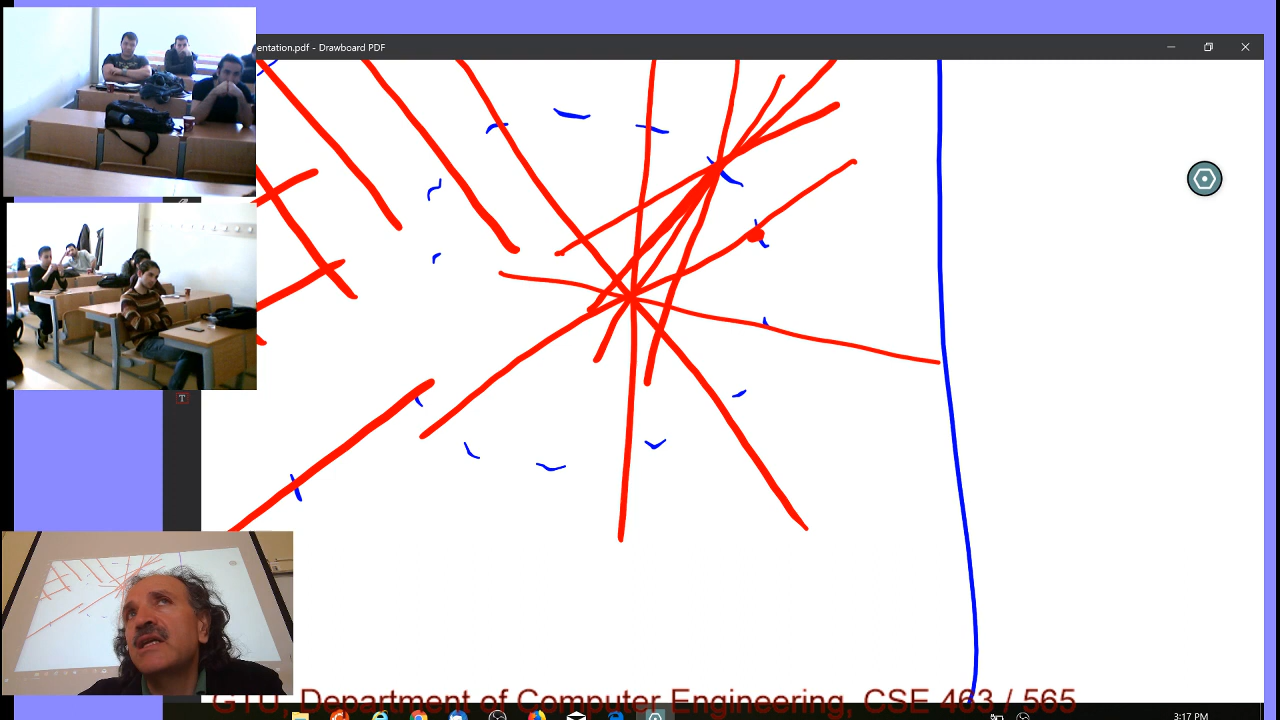 entation.pdf - Drawboard PDF
T
GTU, Department of Computer Engineering, CSE 463 / 565
3:17 PM